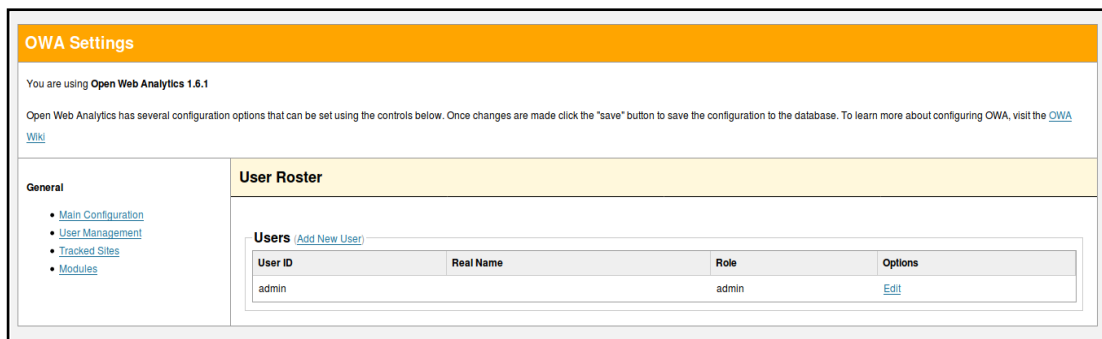 OWA Settings
You are using Open Web Analytics 1.6.1
Open Web Analytics has several configuration options that can be set using the controls below. Once changes are made click the "save" button to save the configuration to the database. To learn more about configuring OWA, visit the OWA
Wiki
General
Main Configuration
User Management
Tracked Sites
Modules
User Roster
Users (Add New User)
User ID Real Name Role Options
admin admin Edit